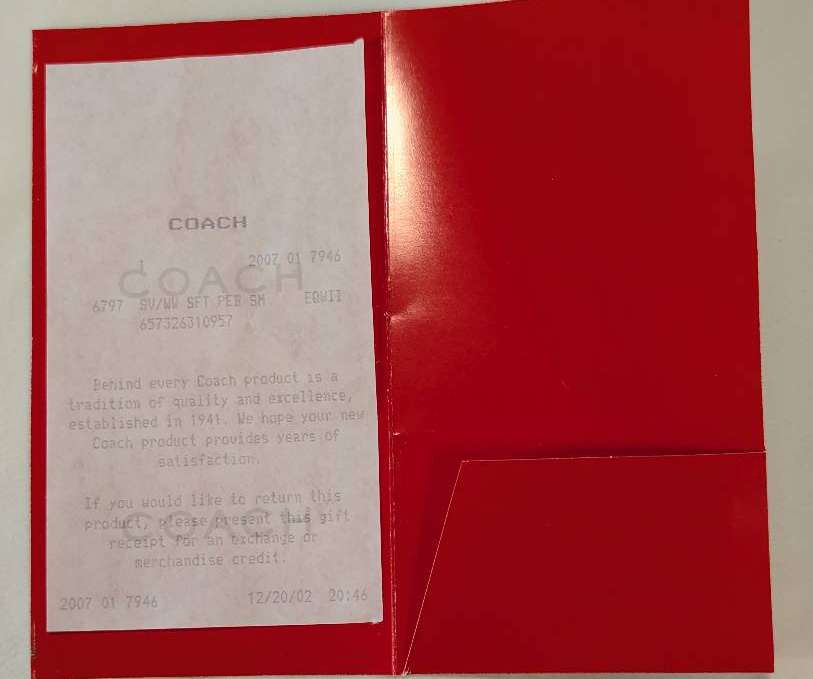 COACH
1 2007 01 7946
COACH
6797 SV/WW SFT PEB SM EQWII
657326310957
Behind every Coach product is a
tradition of quality and excellence,
established in 1941. We hope your new
Coach product provides years of
satisfaction.
If you would like to return this
product, please present this gift
COACH
receipt for an exchange or
merchandise credit.
2007 01 7946 12/20/02 20:46